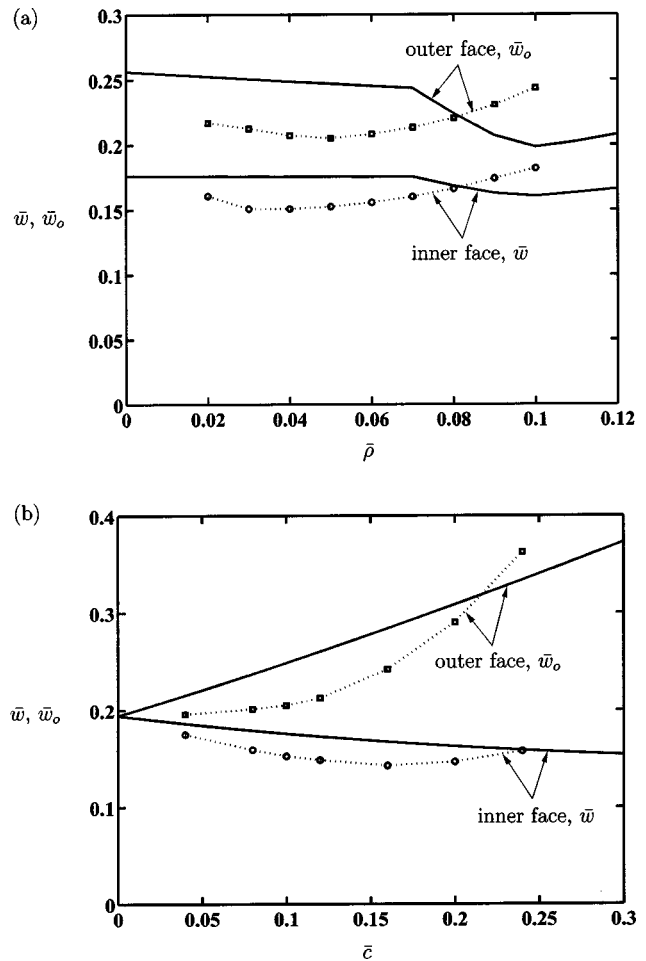 (a)
0.3
outer face, w̄ₒ
0.25
0.2
w̄, w̄ₒ
0.15
inner face, w̄
0.1
0.05
0
0.02 0.04 0.06 0.08 0.1 0.12
ρ̄
(b)
0.4
0.3
outer face, w̄ₒ
w̄, w̄ₒ
0.2
0.1
inner face, w̄
0
0 0.05 0.1 0.15 0.2 0.25 0.3
c̄